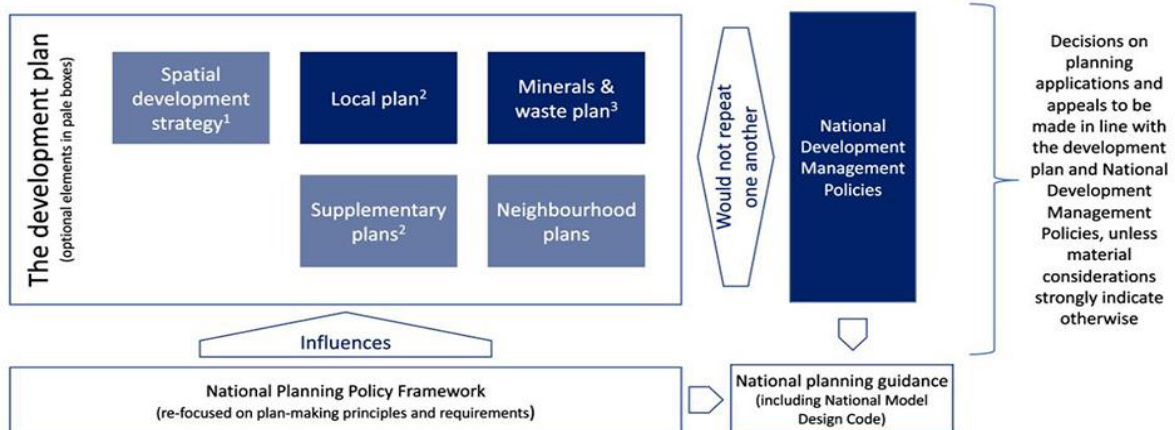 The development plan
(optional elements in pale boxes)
Spatial
development
strategy¹
Local plan²
Minerals &
waste plan³
Supplementary
plans²
Neighbourhood
plans
Would not repeat
one another
National
Development
Management
Policies
Decisions on
planning
applications and
appeals to be
made in line with
the development
plan and National
Development
Management
Policies, unless
material
considerations
strongly indicate
otherwise
Influences
National Planning Policy Framework
(re-focused on plan-making principles and requirements)
National planning guidance
(including National Model
Design Code)